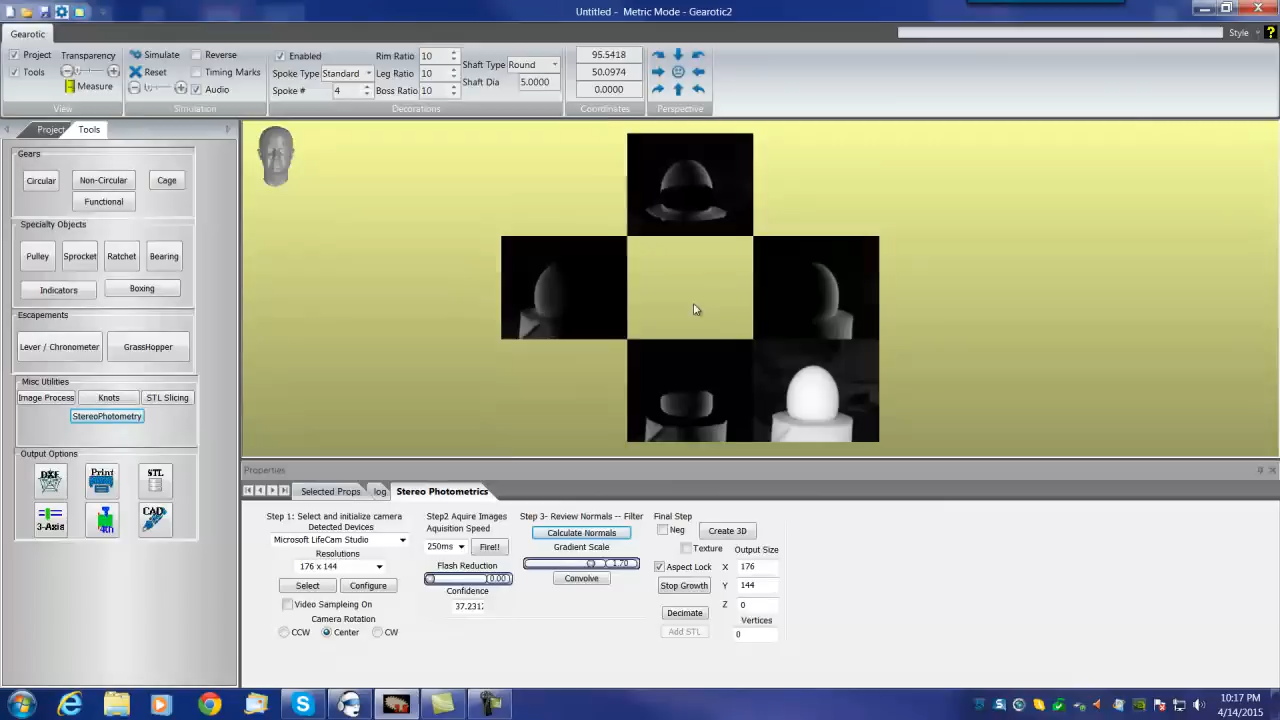 Untitled - Metric Mode - Gearotic2
Gearotic
Style
Project
Transparency
Simulate
Reverse
Enabled
Rim Ratio 10
Shaft Type Round
95.5418
Tools
Reset
Timing Marks
Spoke Type Standard
Leg Ratio 10
Shaft Dia 5.0000
50.0974
Measure
Audio
Spoke # 4
Boss Ratio 10
0.0000
View
Simulation
Decorations
Coordinates
Perspective
Project
Tools
Gears
Circular
Non-Circular
Cage
Functional
Specialty Objects
Pulley
Sprocket
Ratchet
Bearing
Indicators
Boxing
Escapements
Lever / Chronometer
GrassHopper
Misc Utilities
Image Process
Knots
STL Slicing
StereoPhotometry
Output Options
DXF
Print
STL
3-Axis
4th
CAD
Properties
Selected Props
log
Stereo Photometrics
Step 1: Select and initialize camera
Detected Devices
Microsoft LifeCam Studio
Resolutions
176 x 144
Select
Configure
Video Sampleing On
Camera Rotation
CCW
Center
CW
Step2 Aquire Images
Aquisition Speed
250ms
Fire!!
Flash Reduction
0.00
Confidence
37.231
Step 3- Review Normals -- Filter
Calculate Normals
Gradient Scale
1.70
Convolve
Final Step
Neg
Create 3D
Texture
Output Size
Aspect Lock
X 176
Stop Growth
Y 144
Z 0
Decimate
Vertices
Add STL
0
10:17 PM
4/14/2015